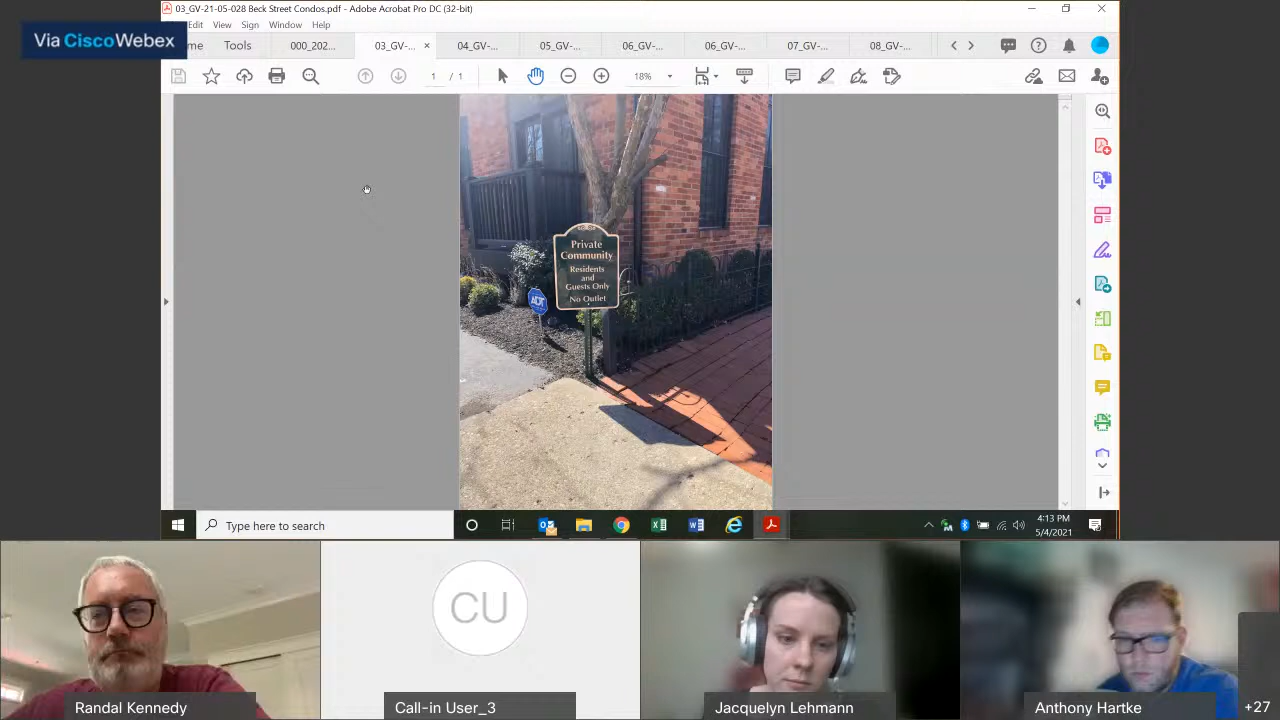 03_GV-21-05-028 Beck Street Condos.pdf - Adobe Acrobat Pro DC (32-bit)
Edit View Sign Window Help
Via CiscoWebex
me Tools 000_202... 03_GV-... × 04_GV-... 05_GV-... 06_GV-... 06_GV-... 07_GV-... 08_GV-...
1 / 1 18%
Private
Community
Residents
and
Guests Only
No Outlet
ADT
Type here to search
4:13 PM
5/4/2021
CU
Randal Kennedy
Call-in User_3
Jacquelyn Lehmann
Anthony Hartke
+27